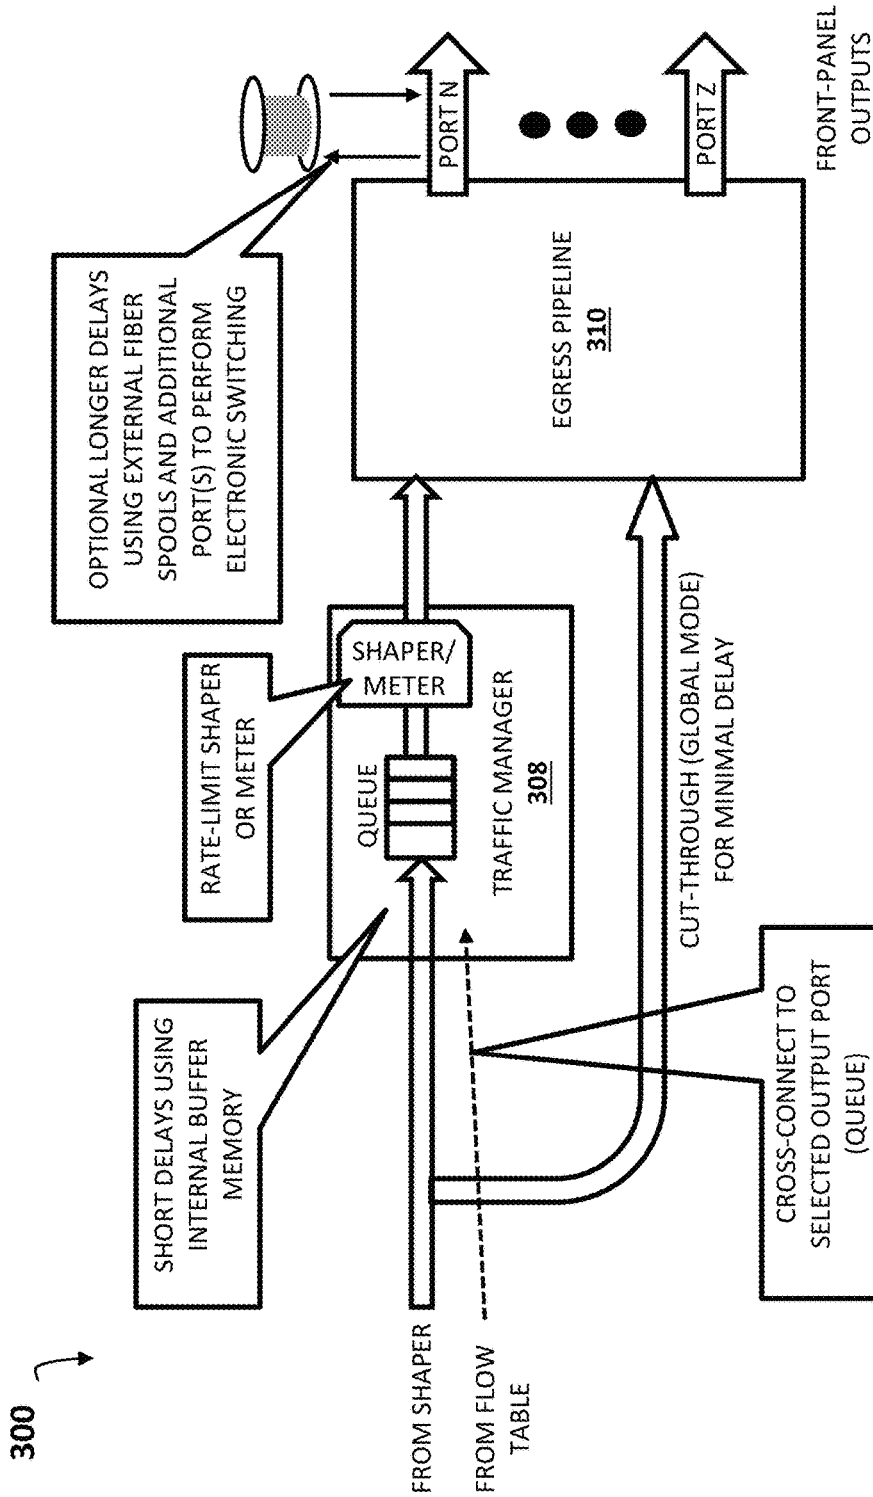 300
OPTIONAL LONGER DELAYS
USING EXTERNAL FIBER
SPOOLS AND ADDITIONAL
PORT(S) TO PERFORM
ELECTRONIC SWITCHING
RATE-LIMIT SHAPER
OR METER
SHORT DELAYS USING
INTERNAL BUFFER
MEMORY
FROM SHAPER
FROM FLOW
TABLE
QUEUE
SHAPER/
METER
TRAFFIC MANAGER
308
EGRESS PIPELINE
310
PORT N
PORT Z
FRONT-PANEL
OUTPUTS
CUT-THROUGH (GLOBAL MODE)
FOR MINIMAL DELAY
CROSS-CONNECT TO
SELECTED OUTPUT PORT
(QUEUE)